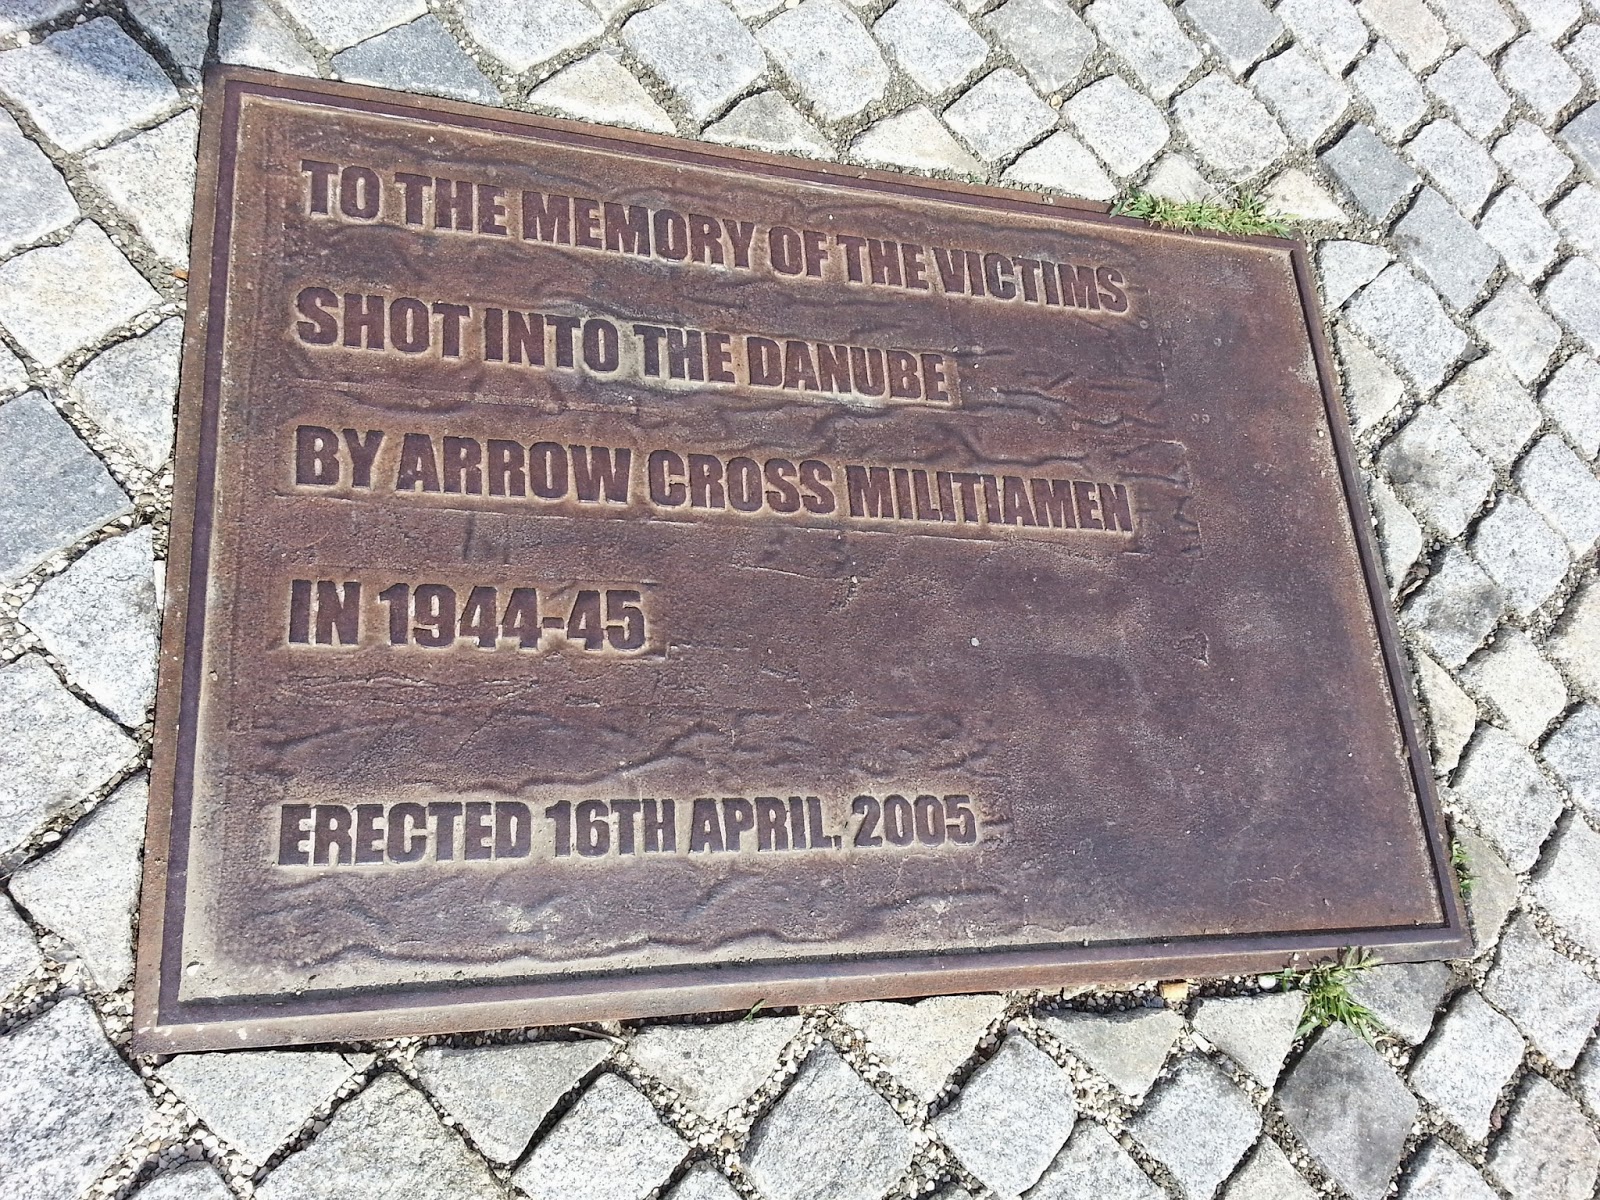 TO THE MEMORY OF THE VICTIMS
SHOT INTO THE DANUBE
BY ARROW CROSS MILITIAMEN
IN 1944-45
ERECTED 16TH APRIL, 2005